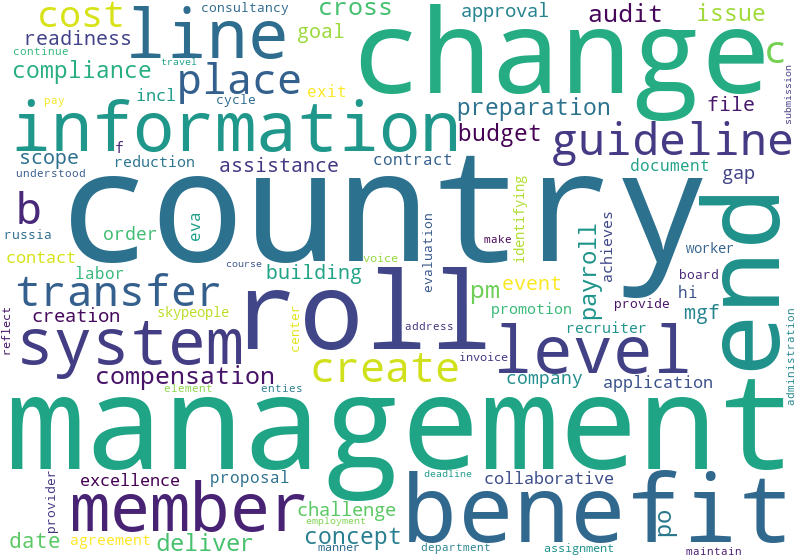 consultancy
cross
approval
audit
issue
cost
line
change
c
readiness
goal
continue
travel
compliance
place
pay
incl
cycle
exit
preparation
file
submission
information
budget
guideline
f
scope
reduction
assistance
contract
document
gap
understood
country
b
end
order
eva
evaluation
identifying
payroll
achieves
worker
russia
contact
course
voice
make
labor
building
board
transfer
roll
pm
event
provide
hi
creation
skypeople
center
address
promotion
mgf
recruiter
reflect
system
level
invoice
administration
compensation
create
company
application
element
enties
management
excellence
proposal
deadline
collaborative
provider
member
benefit
challenge
po
employment
concept
date
agreement
deliver
manner
department
assignment
maintain